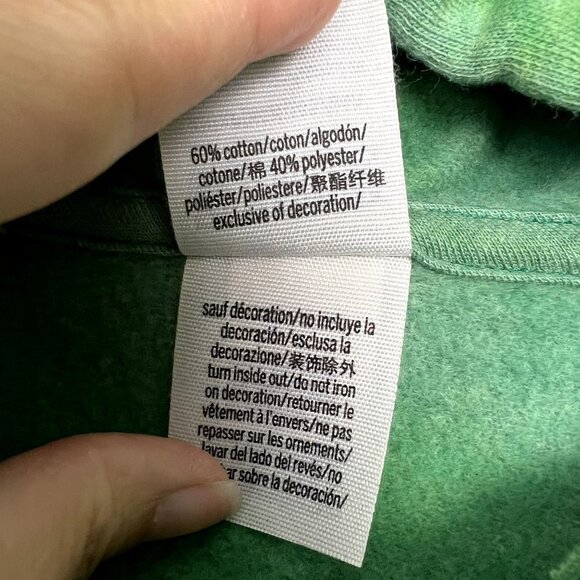 60% cotton/coton/algodón/
cotone/棉 40% polyester/
poliéster/poliestere/聚酯纤维
exclusive of decoration/
sauf décoration/no incluye la
decoración/esclusa la
decorazione/装饰除外
turn inside out/do not iron
on decoration/retourner le
vêtement à l'envers/ne pas
repasser sur les ornements/
lavar del lado del revés/no
sobre la decoración/